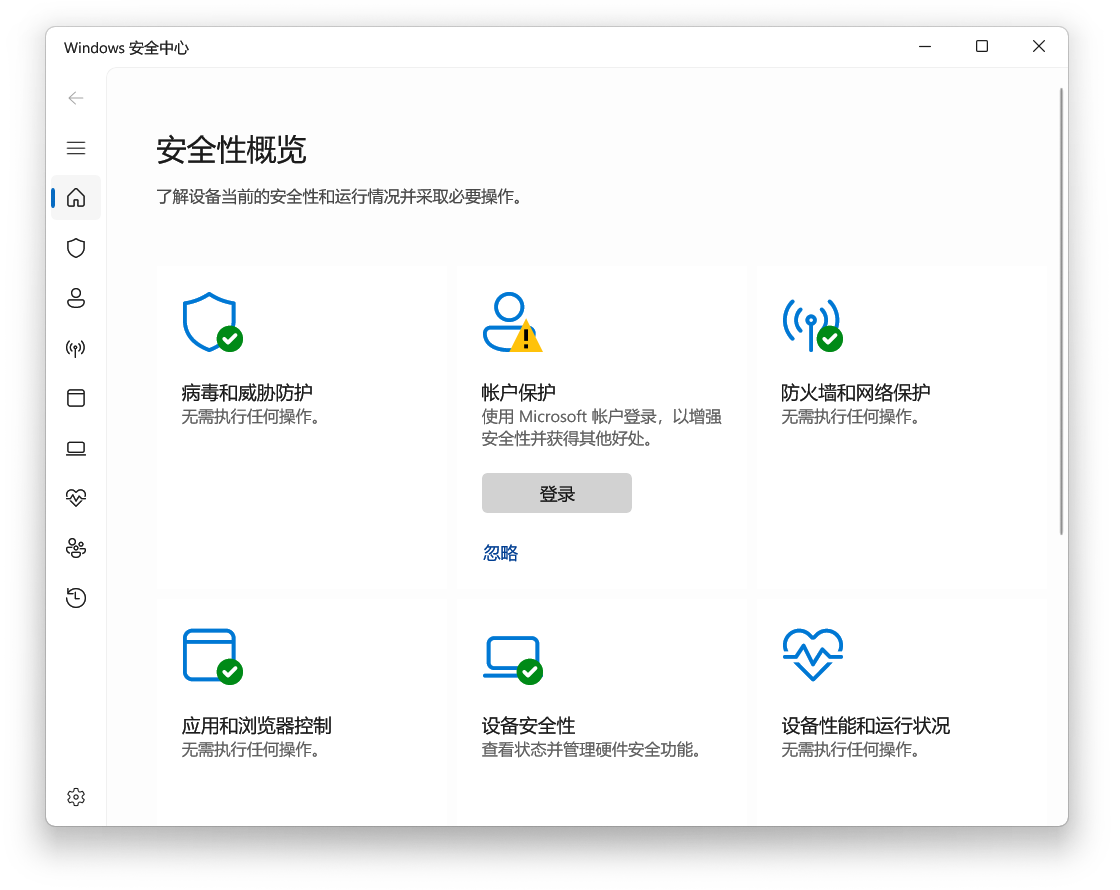 Windows 安全中心
安全性概览
了解设备当前的安全性和运行情况并采取必要操作。
病毒和威胁防护
无需执行任何操作。
帐户保护
使用 Microsoft 帐户登录，以增强
安全性并获得其他好处。
登录
忽略
防火墙和网络保护
无需执行任何操作。
应用和浏览器控制
无需执行任何操作。
设备安全性
查看状态并管理硬件安全功能。
设备性能和运行状况
无需执行任何操作。